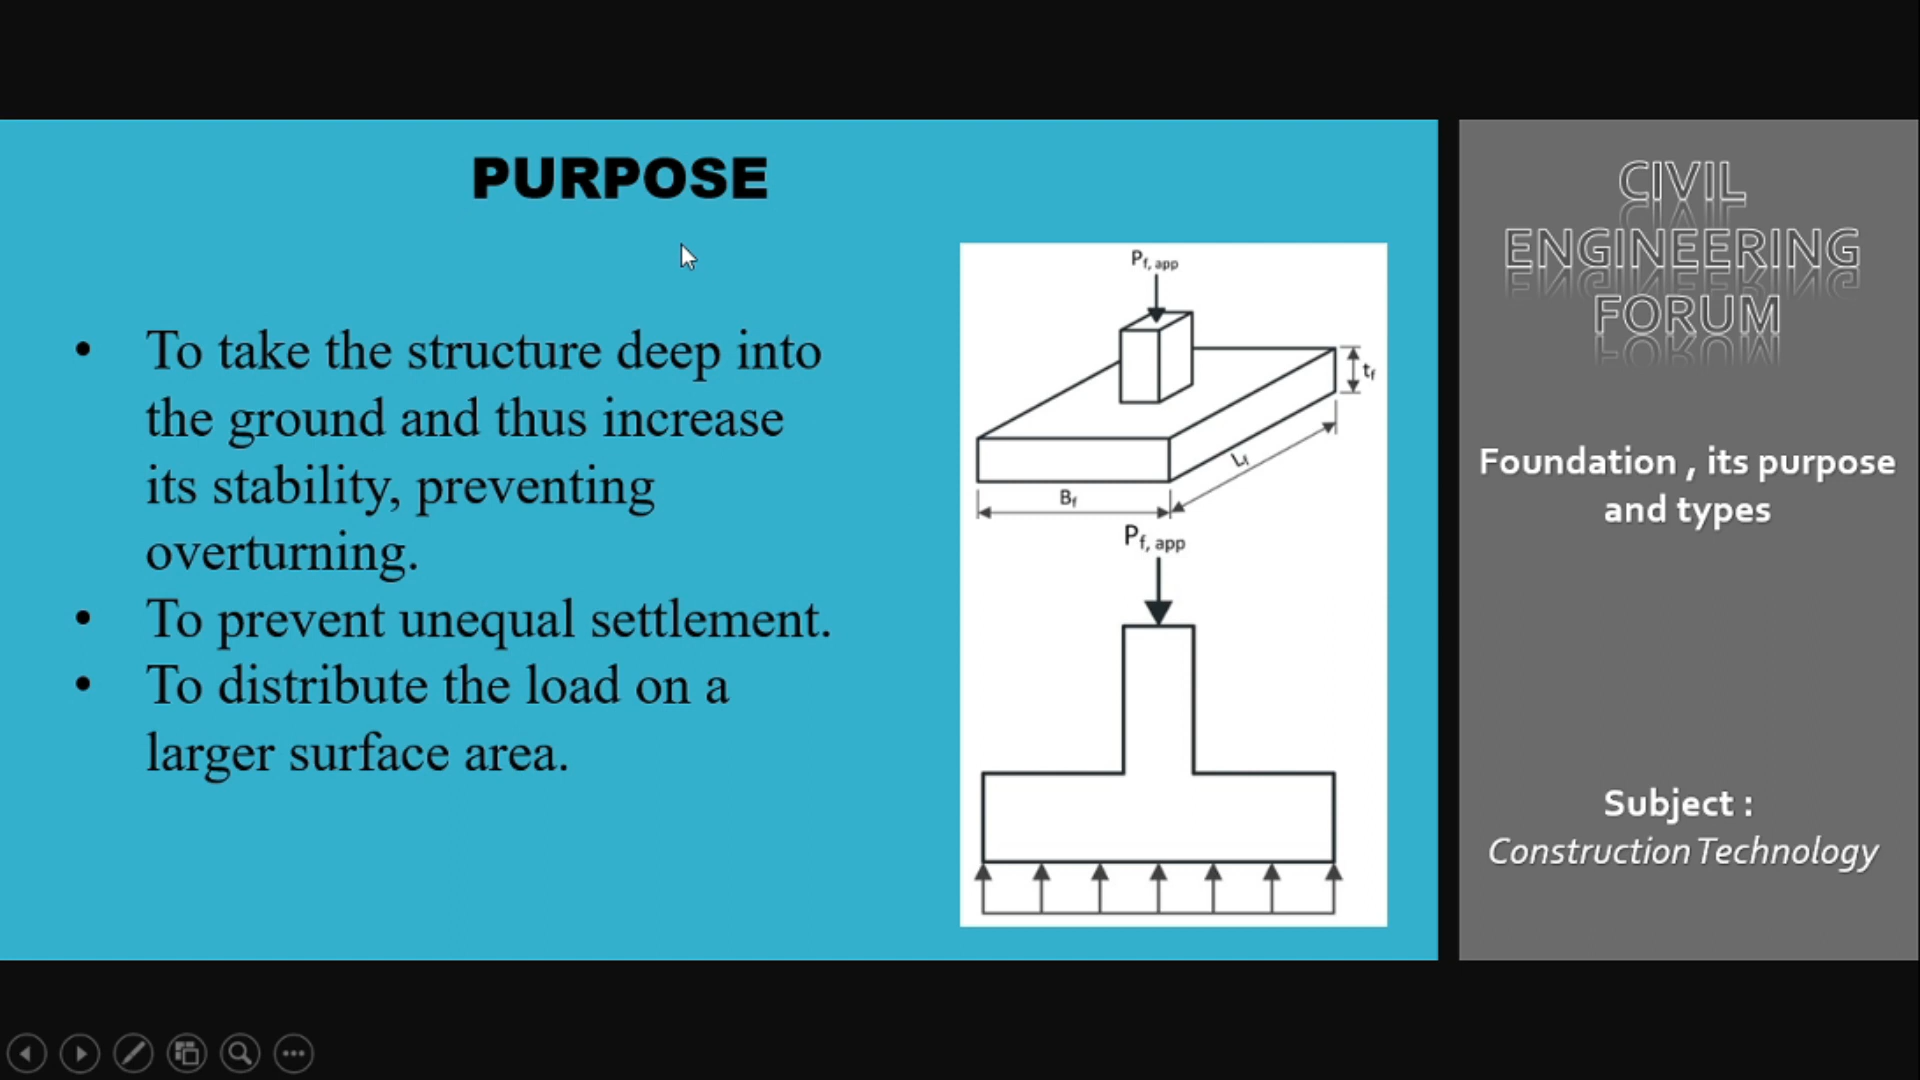 PURPOSE
• To take the structure deep into
the ground and thus increase
its stability, preventing
overturning.
• To prevent unequal settlement.
• To distribute the load on a
larger surface area.
Pf, app
tf
Lf
Bf
Pf, app
CIVIL
ENGINEERING
FORUM
Foundation , its purpose
and types
Subject :
Construction Technology